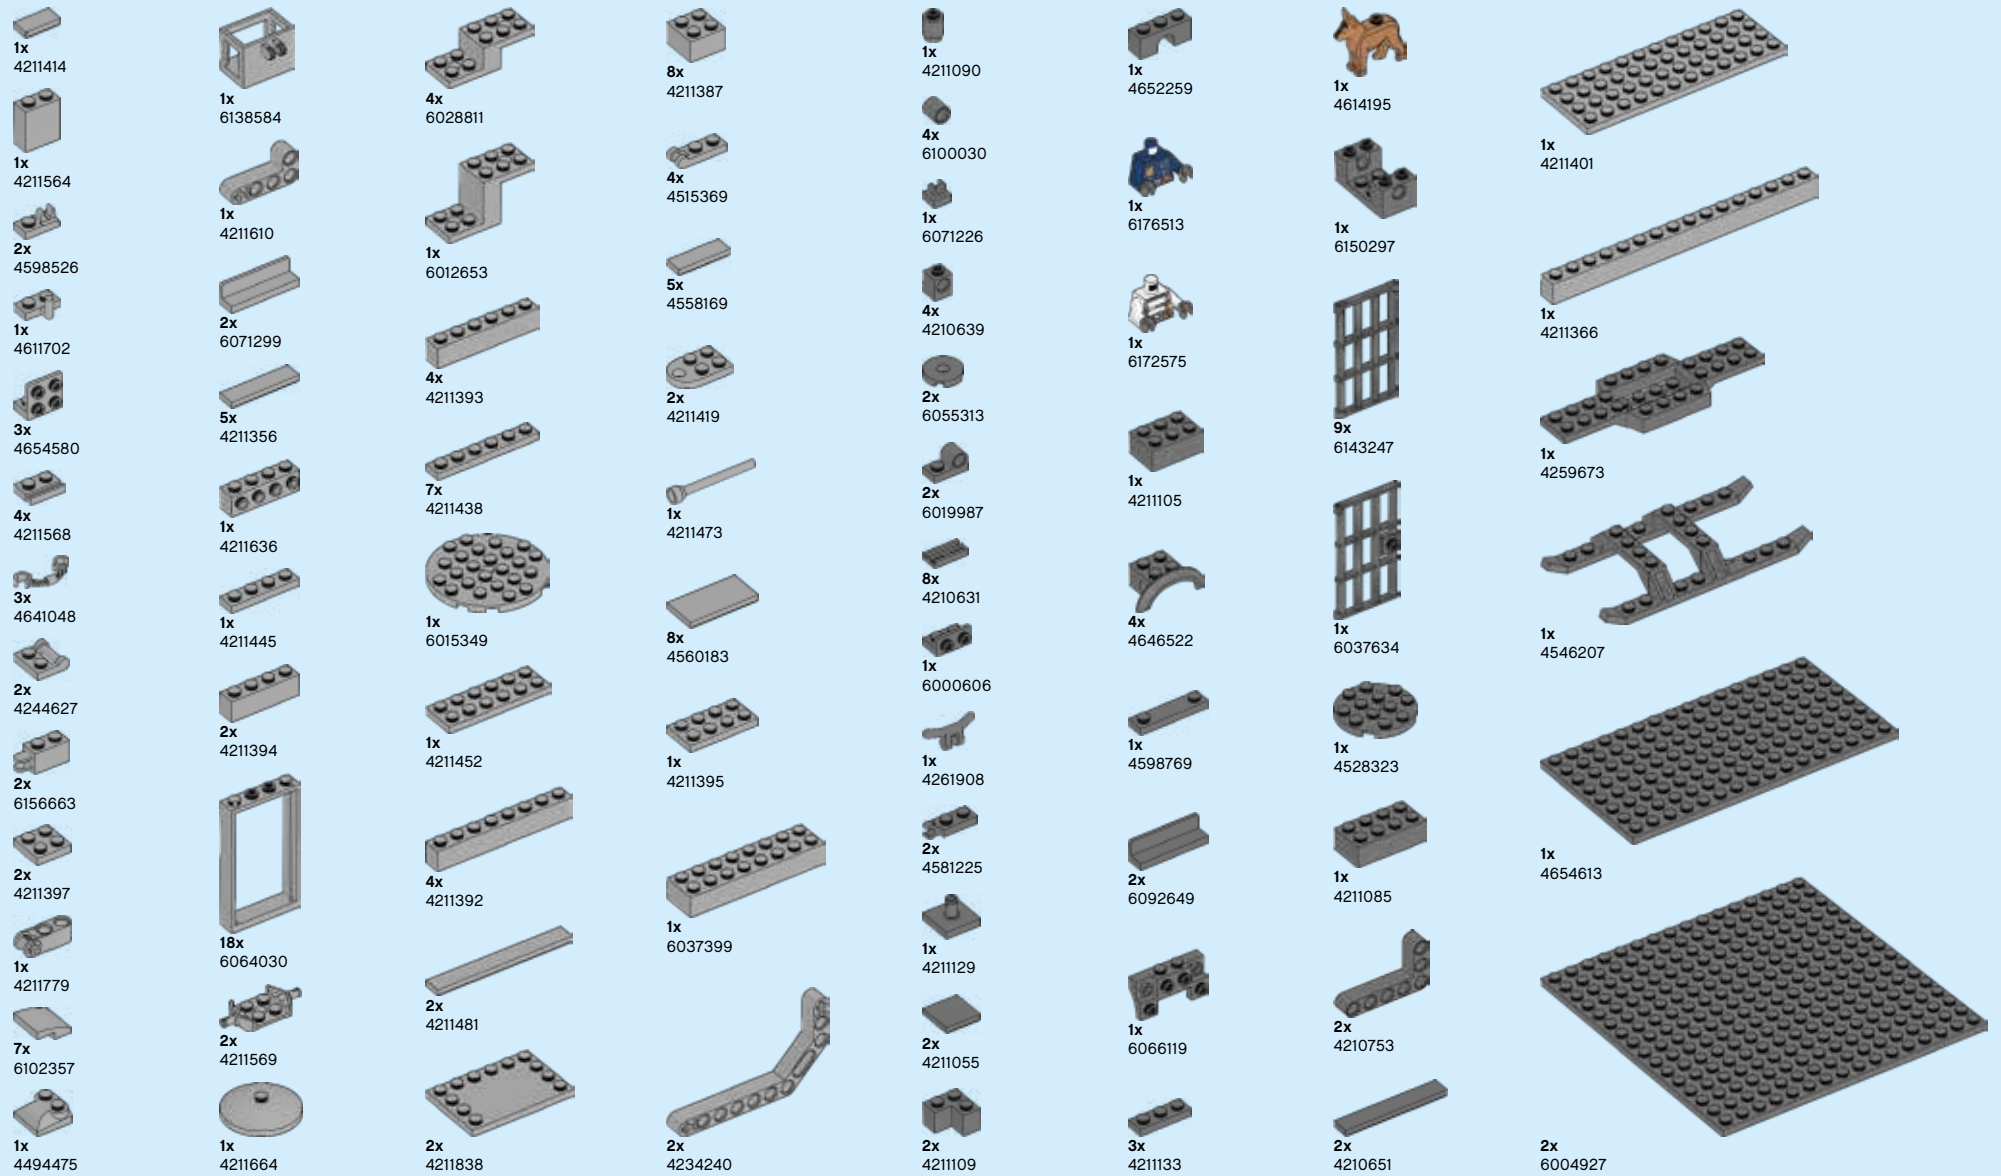 1x
4211414
1x
4211564
2x
4598526
1x
4611702
3x
4654580
4x
4211568
3x
4641048
2x
4244627
2x
6156663
2x
4211397
1x
4211779
7x
6102357
1x
4494475
1x
6138584
1x
4211610
2x
6071299
5x
4211356
1x
4211636
1x
4211445
2x
4211394
18x
6064030
2x
4211569
1x
4211664
4x
6028811
1x
6012653
4x
4211393
7x
4211438
1x
6015349
1x
4211452
4x
4211392
2x
4211481
2x
4211838
8x
4211387
4x
4515369
5x
4558169
2x
4211419
1x
4211473
8x
4560183
1x
4211395
1x
6037399
2x
4234240
1x
4211090
4x
6100030
1x
6071226
4x
4210639
2x
6055313
2x
6019987
8x
4210631
1x
6000606
1x
4261908
2x
4581225
1x
4211129
2x
4211055
2x
4211109
1x
4652259
1x
6176513
1x
6172575
1x
4211105
4x
4646522
1x
4598769
2x
6092649
1x
6066119
3x
4211133
1x
4614195
1x
6150297
9x
6143247
1x
6037634
1x
4528323
1x
4211085
2x
4210753
2x
4210651
1x
4211401
1x
4211366
1x
4259673
1x
4546207
1x
4654613
2x
6004927